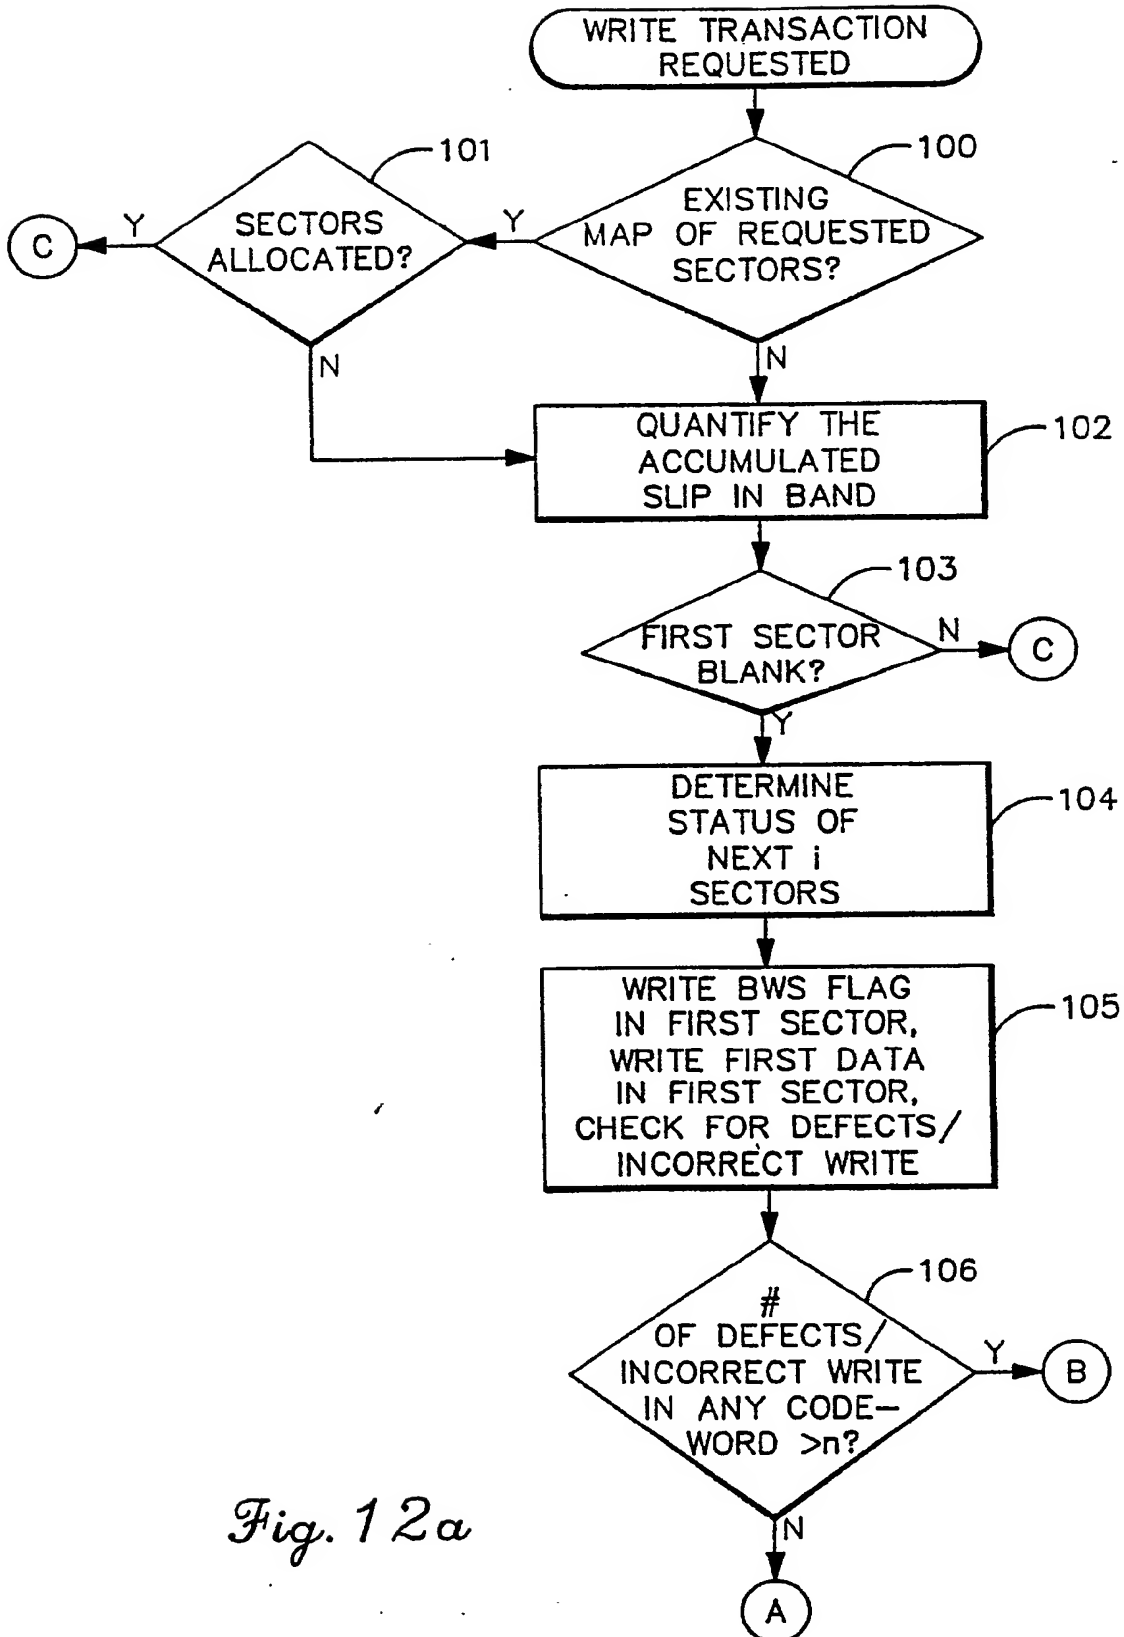 WRITE TRANSACTION
REQUESTED
101
100
EXISTING
MAP OF REQUESTED
SECTORS?
Y
SECTORS
ALLOCATED?
Y
C
N
N
QUANTIFY THE
ACCUMULATED
SLIP IN BAND
102
103
FIRST SECTOR
BLANK?
N
C
Y
DETERMINE
STATUS OF
NEXT i
SECTORS
104
WRITE BWS FLAG
IN FIRST SECTOR,
WRITE FIRST DATA
IN FIRST SECTOR,
CHECK FOR DEFECTS/
INCORRECT WRITE
105
106
#
OF DEFECTS/
INCORRECT WRITE
IN ANY CODE-
WORD >n?
Y
B
N
A
Fig. 12a